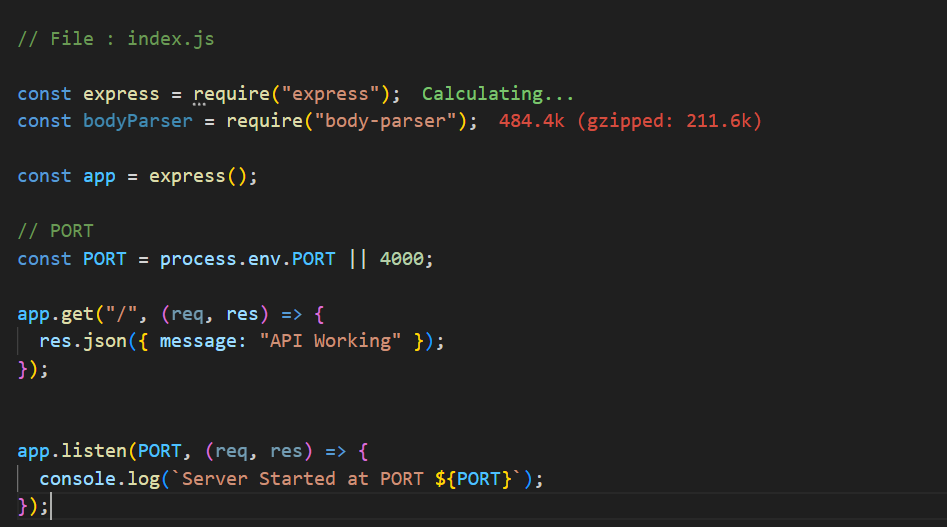 // File : index.js
const express = require("express"); Calculating...
const bodyParser = require("body-parser"); 484.4k (gzipped: 211.6k)
const app = express();
// PORT
const PORT = process.env.PORT || 4000;
app.get("/", (req, res) => {
  res.json({ message: "API Working" });
});
app.listen(PORT, (req, res) => {
  console.log(`Server Started at PORT ${PORT}`);
});